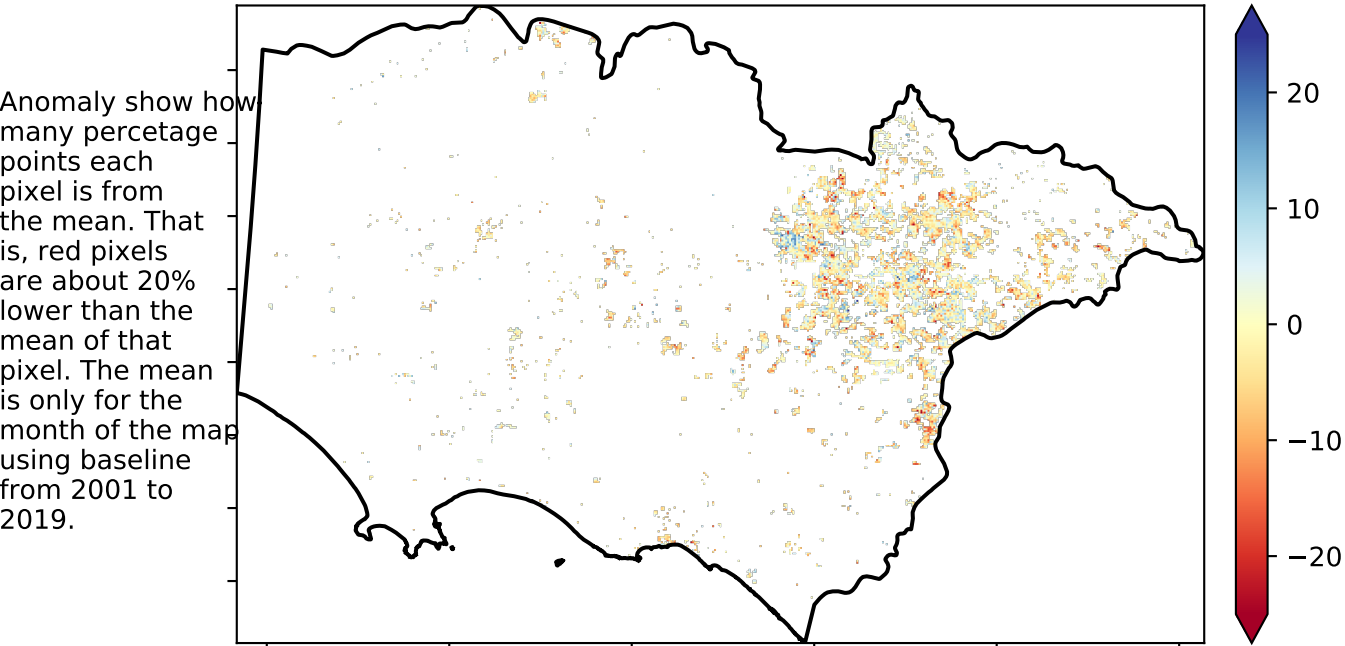 Anomaly show how
many percetage
points each
pixel is from
the mean. That
is, red pixels
are about 20%
lower than the
mean of that
pixel. The mean
is only for the
month of the map
using baseline
from 2001 to
2019.
20
10
0
−10
−20